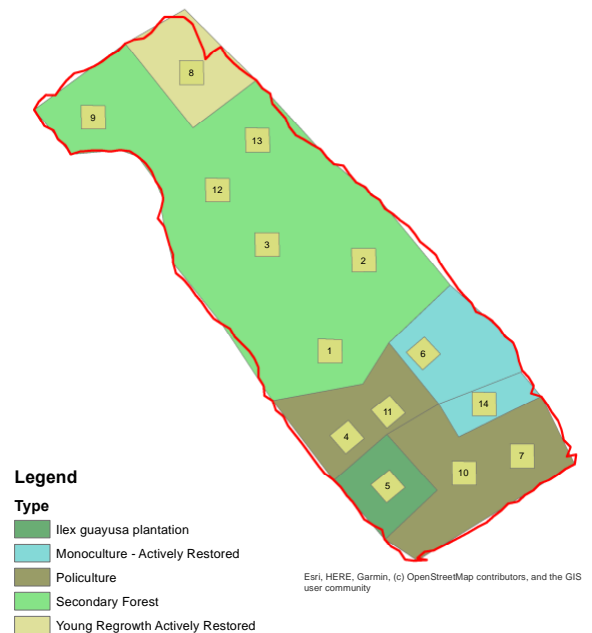 8
9
13
12
3
2
1
6
14
11
4
7
10
5
Legend
Type
Ilex guayusa plantation
Monoculture - Actively Restored
Policulture
Secondary Forest
Young Regrowth Actively Restored
Esri, HERE, Garmin, (c) OpenStreetMap contributors, and the GIS
user community